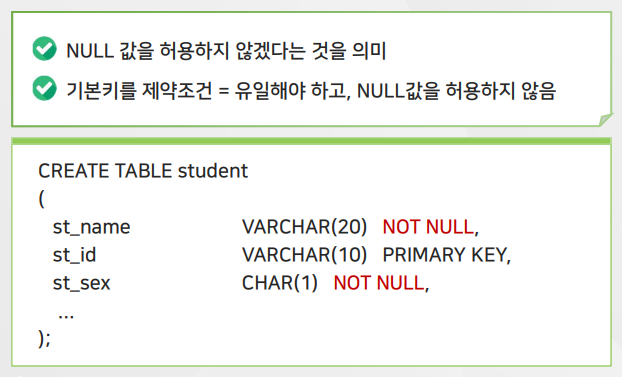 NULL 값을 허용하지 않겠다는 것을 의미
기본키를 제약조건 = 유일해야 하고, NULL값을 허용하지 않음
CREATE TABLE student
(
st_name VARCHAR(20) NOT NULL,
st_id VARCHAR(10) PRIMARY KEY,
st_sex CHAR(1) NOT NULL,
...
);